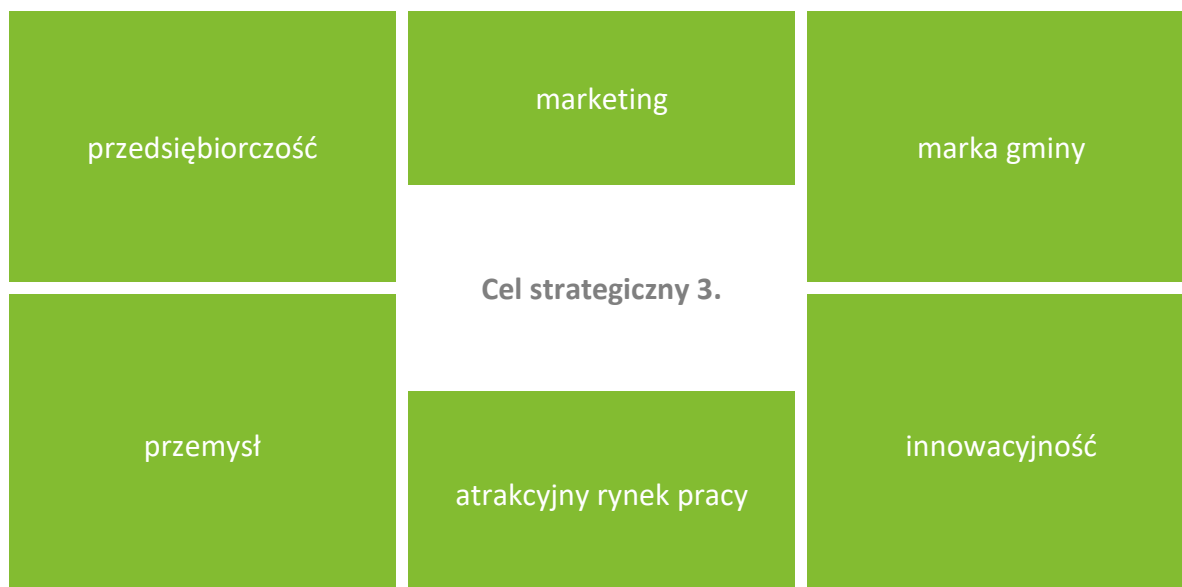 marketing
przedsiębiorczość
marka gminy
Cel strategiczny 3.
przemysł
innowacyjność
atrakcyjny rynek pracy